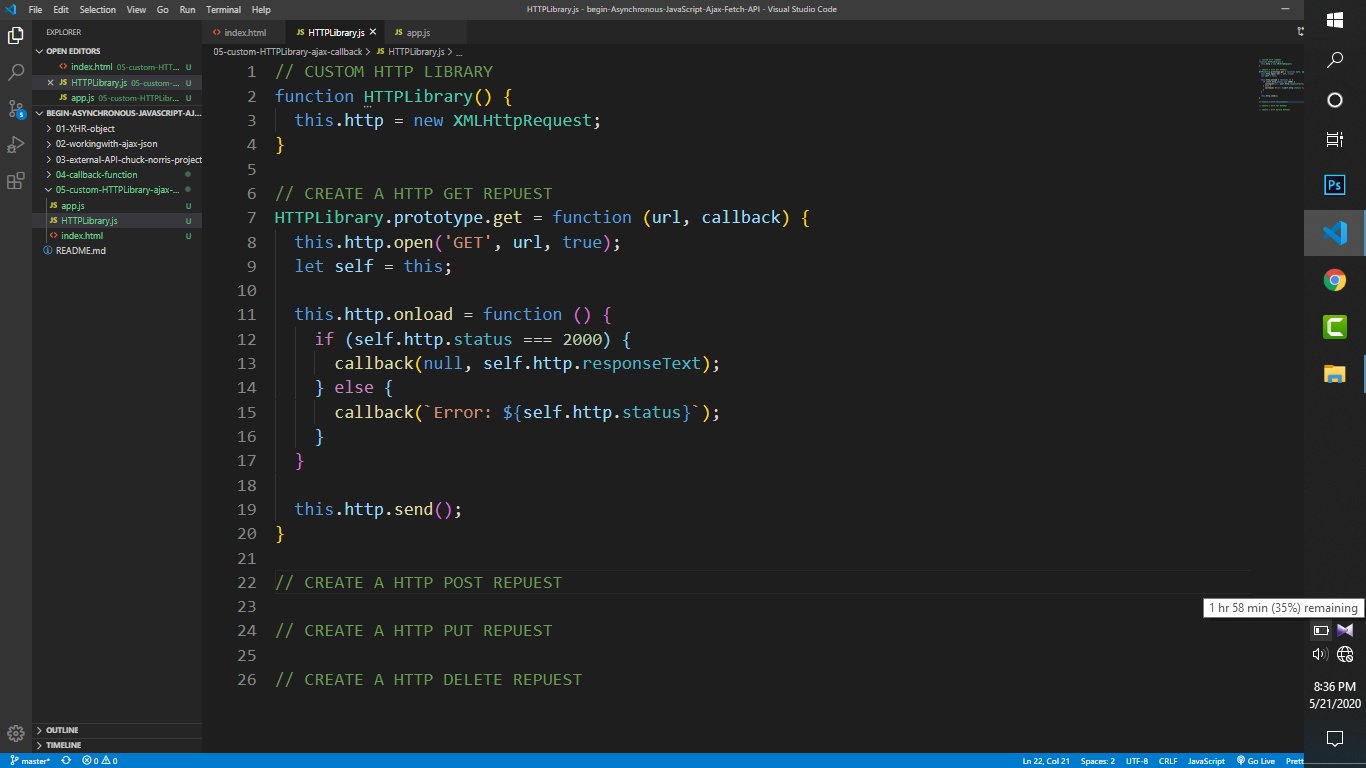 File Edit Selection View Go Run Terminal Help
HTTPLibrary.js - begin-Asynchronous-JavaScript-Ajax-Fetch-API - Visual Studio Code
EXPLORER
OPEN EDITORS
index.html 05-custom-HTT... U
JS HTTPLibrary.js 05-custom-... U
JS app.js 05-custom-HTTPLibr... U
BEGIN-ASYNCHRONOUS-JAVASCRIPT-AJ...
01-XHR-object
02-workingwith-ajax-json
03-external-API-chuck-norris-project
04-callback-function
05-custom-HTTPLibrary-ajax-...
JS app.js U
JS HTTPLibrary.js U
index.html U
README.md
OUTLINE
TIMELINE
index.html JS HTTPLibrary.js JS app.js
05-custom-HTTPLibrary-ajax-callback > JS HTTPLibrary.js > ...
1 // CUSTOM HTTP LIBRARY
2 function HTTPLibrary() {
3 this.http = new XMLHttpRequest;
4 }
5
6 // CREATE A HTTP GET REPUEST
7 HTTPLibrary.prototype.get = function (url, callback) {
8 this.http.open('GET', url, true);
9 let self = this;
10
11 this.http.onload = function () {
12 if (self.http.status === 2000) {
13 callback(null, self.http.responseText);
14 } else {
15 callback(`Error: ${self.http.status}`);
16 }
17 }
18
19 this.http.send();
20 }
21
22 // CREATE A HTTP POST REPUEST
23
24 // CREATE A HTTP PUT REPUEST
25
26 // CREATE A HTTP DELETE REPUEST
Ps
1 hr 58 min (35%) remaining
8:36 PM
5/21/2020
master* 0 0 Ln 22, Col 21 Spaces: 2 UTF-8 CRLF JavaScript Go Live Prett